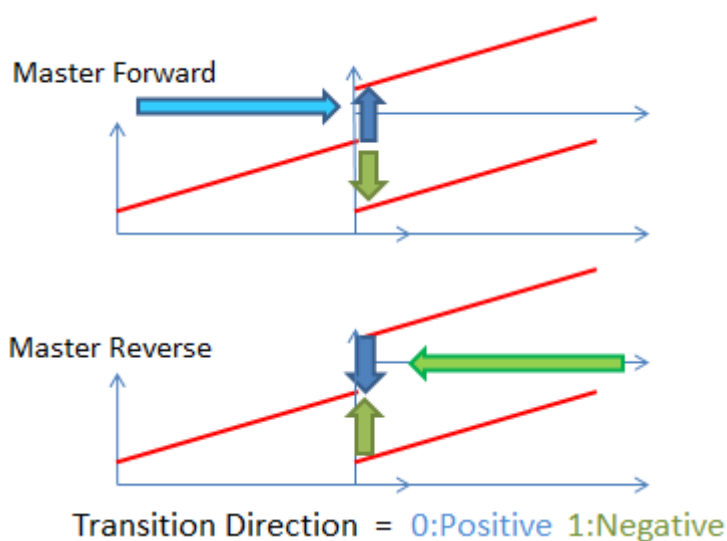 Master Forward
Master Reverse
Transition Direction = 0:Positive 1:Negative